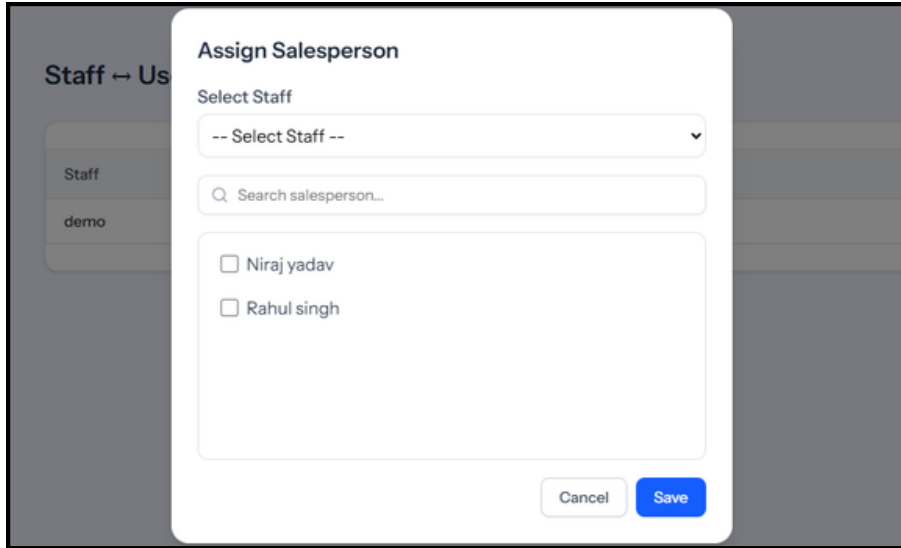 Assign Salesperson
Staff ↔ Us
Select Staff
-- Select Staff --
Staff
Search salesperson...
demo
Niraj yadav
Rahul singh
Cancel
Save